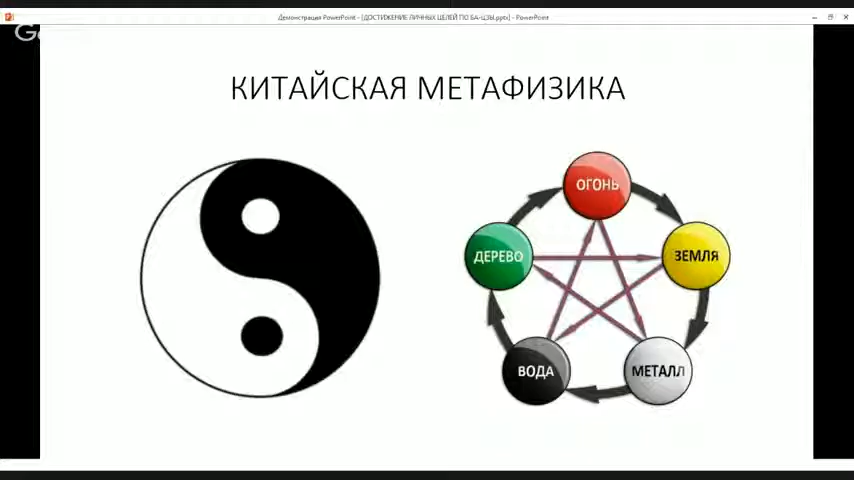 Демонстрация PowerPoint - [ДОСТИЖЕНИЕ ЛИЧНЫХ ЦЕЛЕЙ ПО БА-ЦЗЫ.pptx] - PowerPoint
КИТАЙСКАЯ МЕТАФИЗИКА
ОГОНЬ
ДЕРЕВО
ЗЕМЛЯ
ВОДА
МЕТАЛЛ